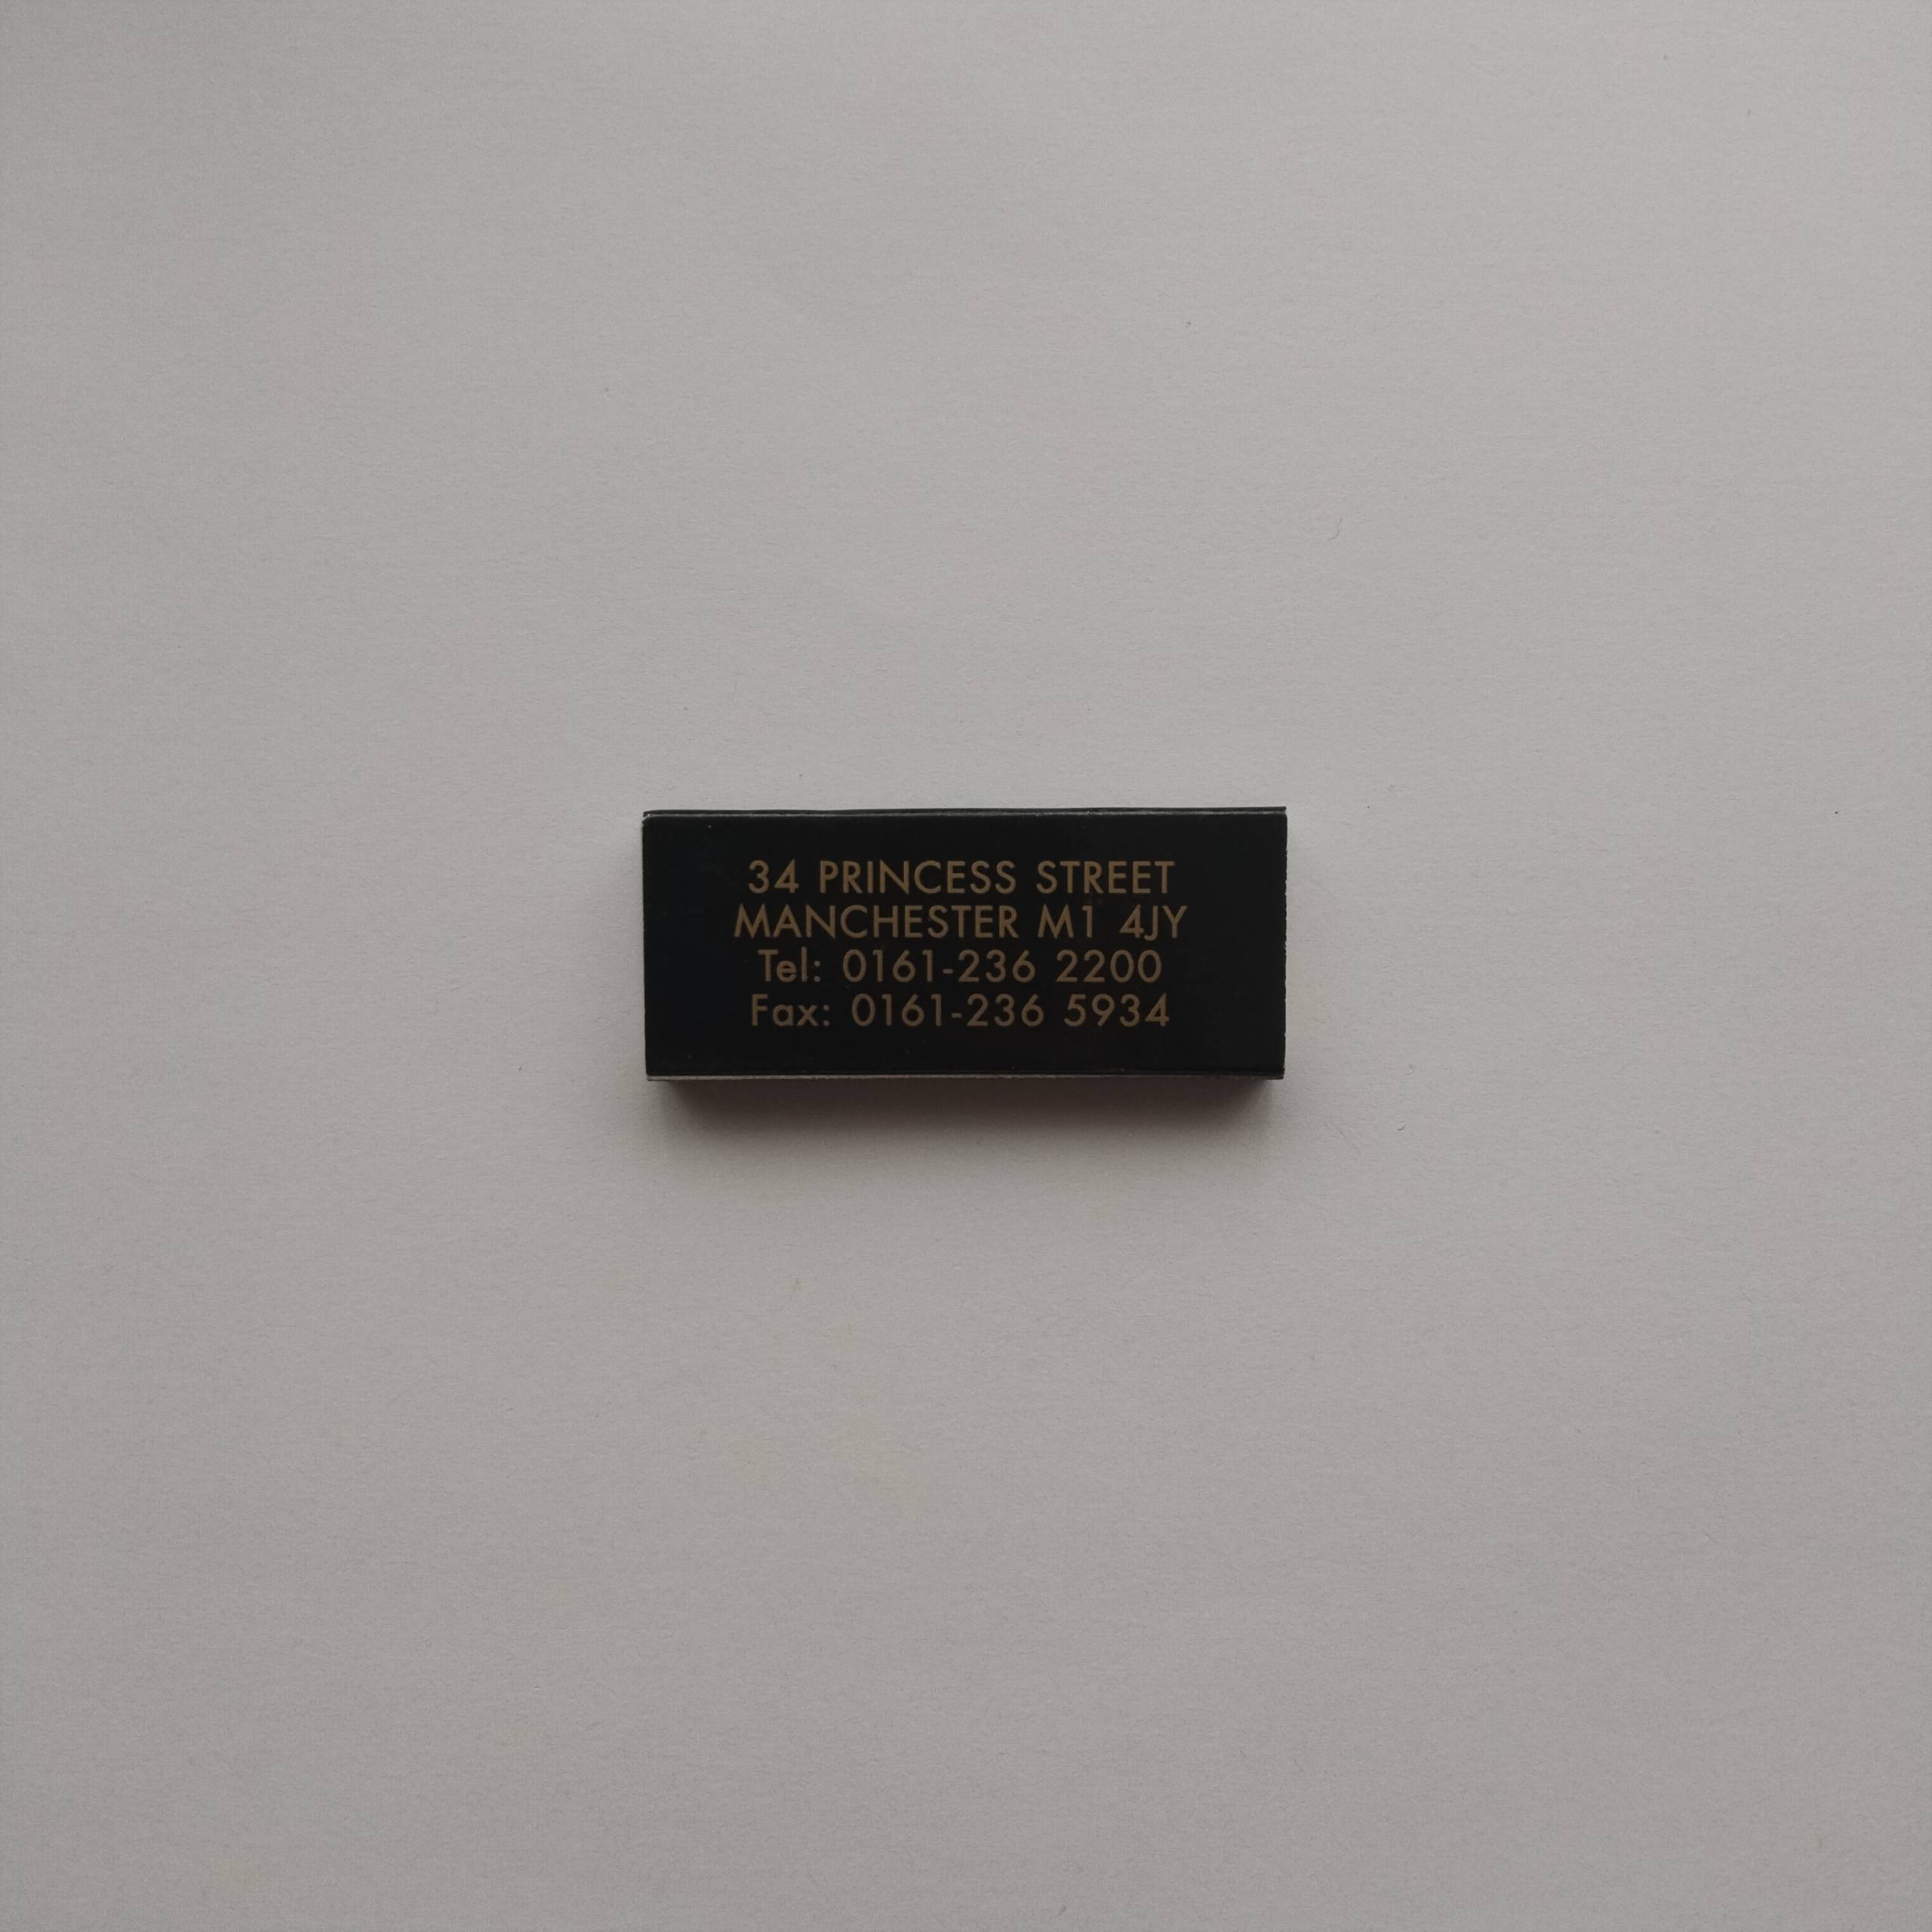 34 PRINCESS STREET
MANCHESTER M1 4JY
Tel: 0161-236 2200
Fax: 0161-236 5934